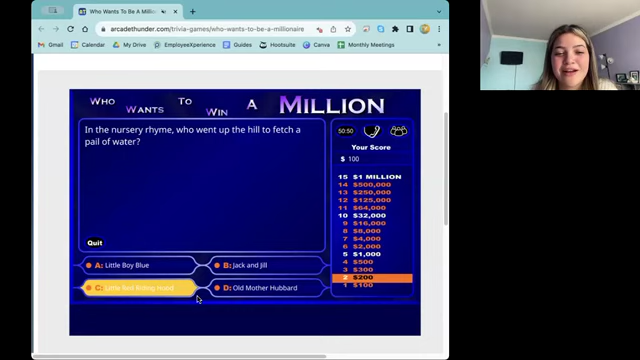 Who Wants To Be A Million
arcadethunder.com/trivia-games/who-wants-to-be-a-millionaire
Gmail
Calendar
My Drive
EmployeeXperience
Guides
Hootsuite
Monthly Meetings
WHO WANTS TO WIN A MILLION
In the nursery rhyme, who went up the hill to fetch a
pail of water?
50:50
Your Score
$ 100
15 $1 MILLION
14 $500,000
13 $250,000
12 $125,000
11 $64,000
10 $32,000
9 $16,000
8 $8,000
7 $4,000
6 $2,000
5 $1,000
4 $500
3 $300
2 $200
1 $100
Quit
A: Little Boy Blue
B: Jack and Jill
C: Little Red Riding Hood
D: Old Mother Hubbard